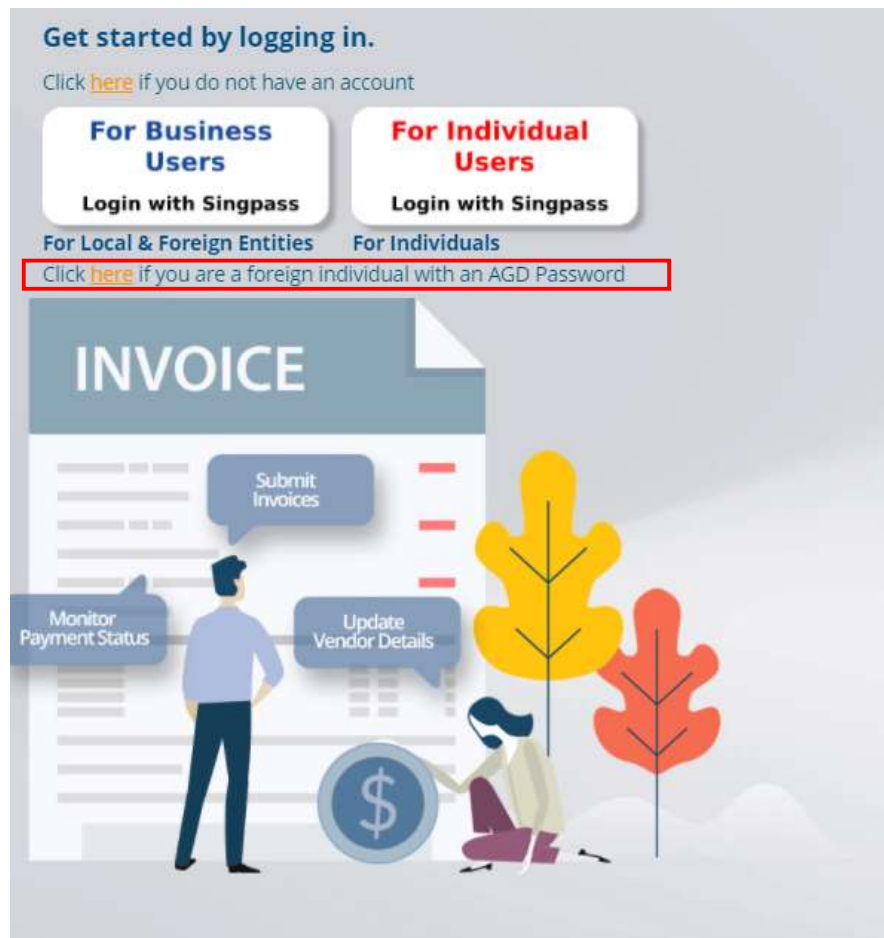 Get started by logging in.
Click here if you do not have an account
For Business
Users
Login with Singpass
For Individual
Users
Login with Singpass
For Local & Foreign Entities
For Individuals
Click here if you are a foreign individual with an AGD Password
INVOICE
Submit
Invoices
Monitor
Payment Status
Update
Vendor Details
$